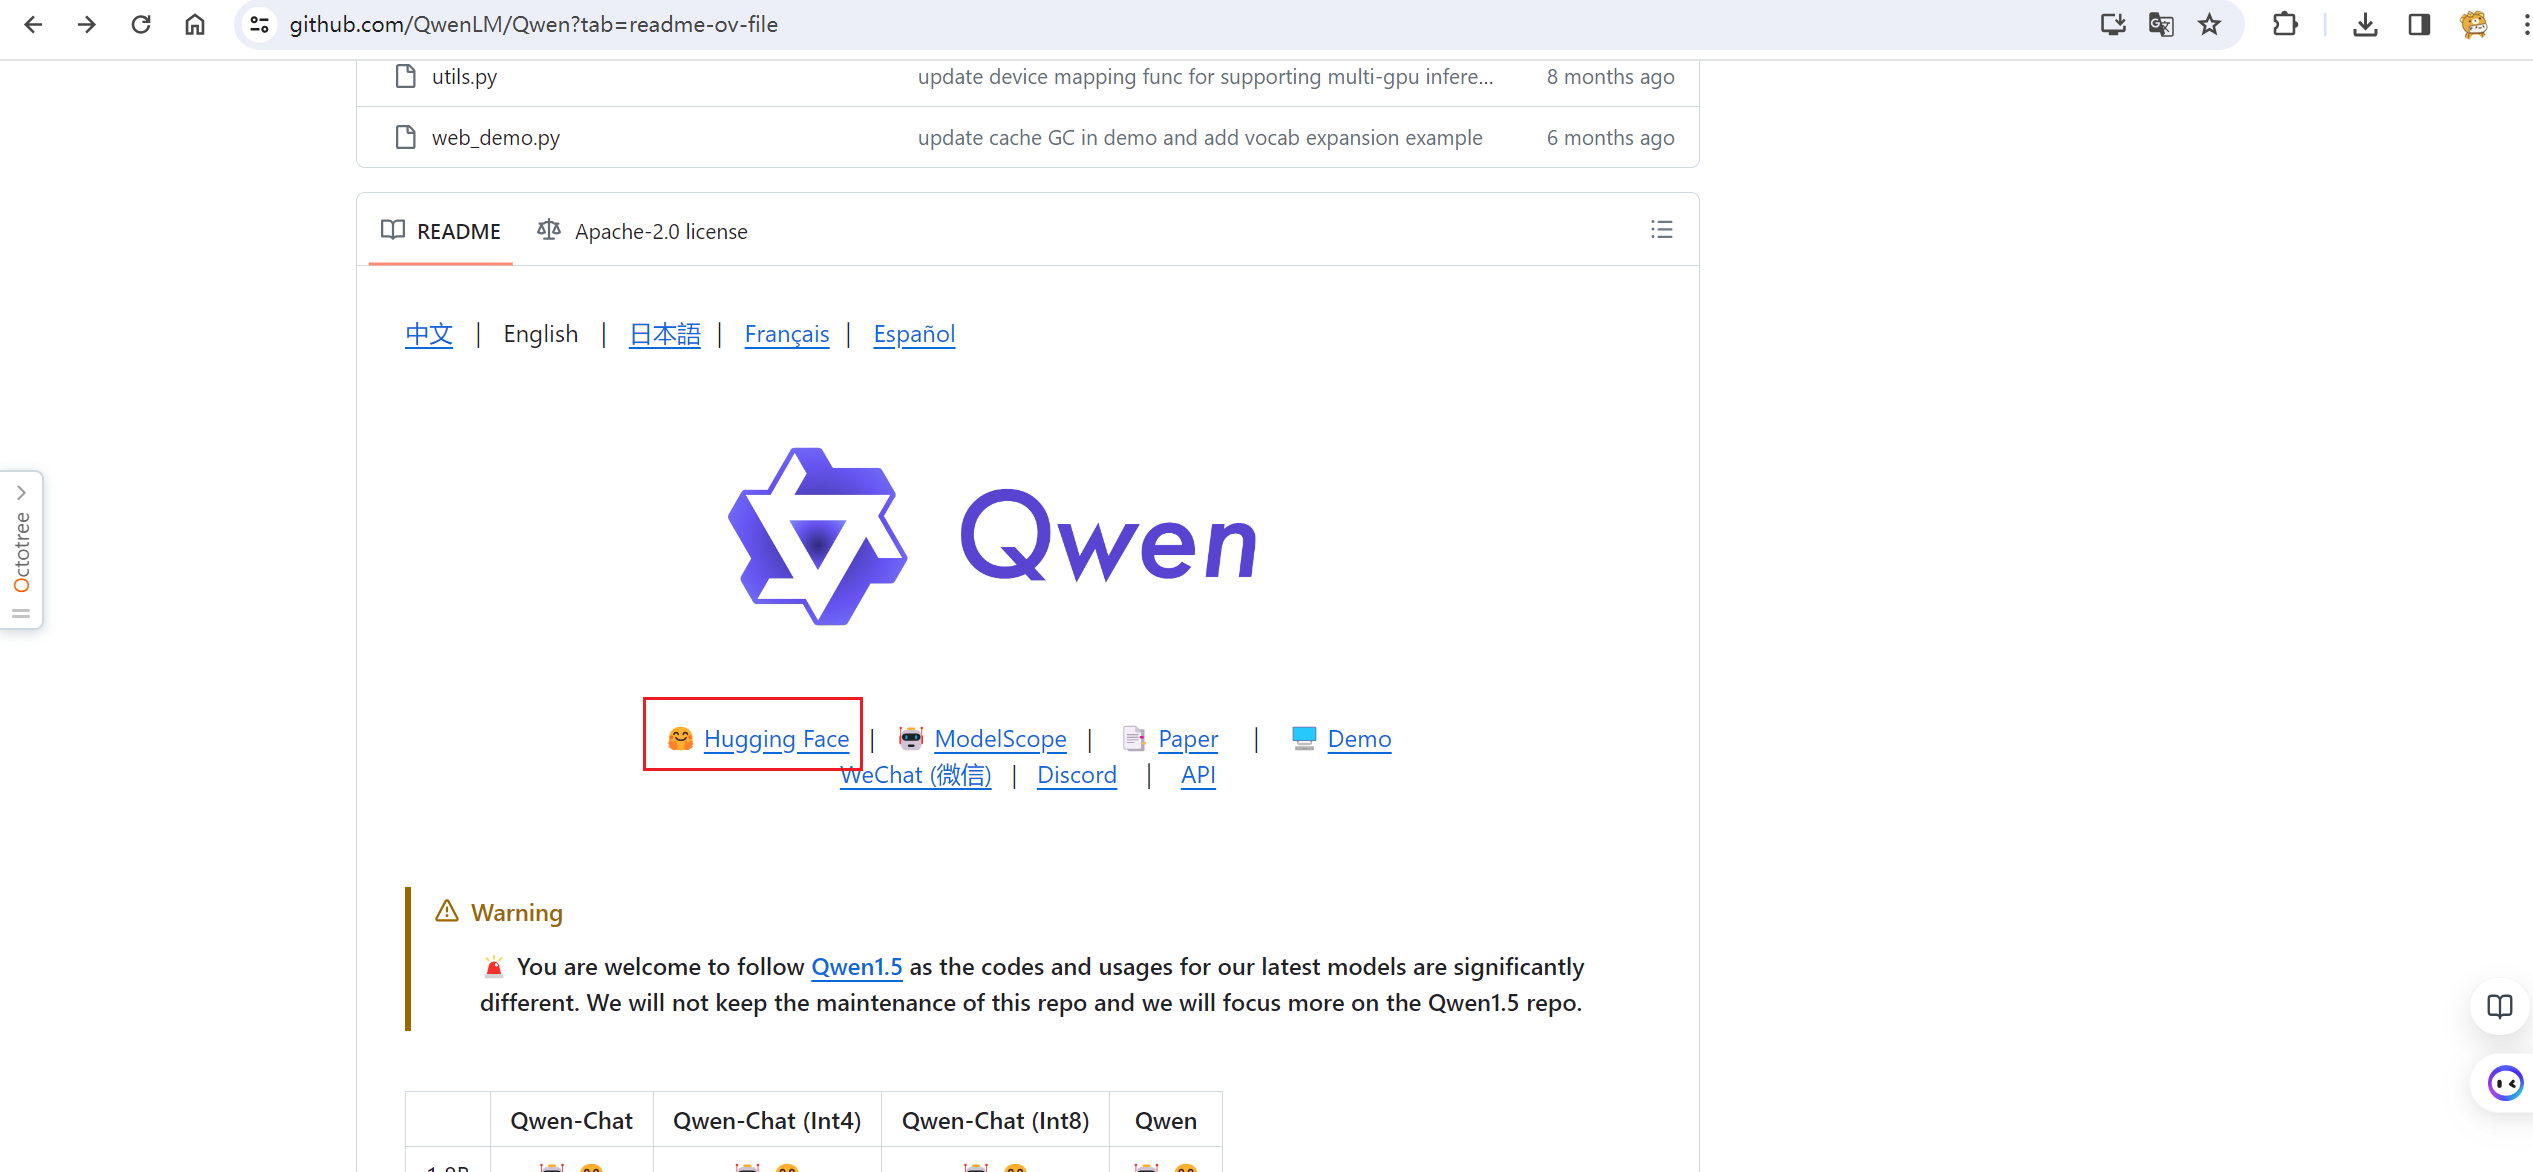 github.com/QwenLM/Qwen?tab=readme-ov-file
utils.py update device mapping func for supporting multi-gpu infere... 8 months ago
web_demo.py update cache GC in demo and add vocab expansion example 6 months ago
README Apache-2.0 license
中文 | English | 日本語 | Français | Español
Octotree
Qwen
🤗 Hugging Face | 🤖 ModelScope | 📑 Paper | 🖥️ Demo
WeChat (微信) | Discord | API
Warning
🚨 You are welcome to follow Qwen1.5 as the codes and usages for our latest models are significantly
different. We will not keep the maintenance of this repo and we will focus more on the Qwen1.5 repo.
Qwen-Chat Qwen-Chat (Int4) Qwen-Chat (Int8) Qwen